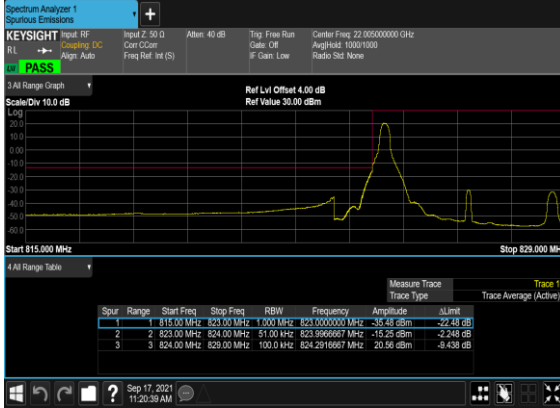 Spectrum Analyzer 1
Spurious Emissions
+
KEYSIGHT Input: RF Input Z: 50 Ω Atten: 40 dB Trig: Free Run Center Freq: 22.005000000 GHz
RL Coupling: DC Corr CCorr Gate: Off Avg|Hold: 1000/1000
Align: Auto Freq Ref: Int (S) IF Gain: Low Radio Std: None
PASS
3.All Range Graph Ref Lvl Offset 4.00 dB
Scale/Div 10.0 dB Ref Value 30.00 dBm
Log
20.0
10.0
0.00
-10.0
-20.0
-30.0
-40.0
-50.0
-60.0
Start 815.000 MHz Stop 829.000 MH
4.All Range Table
Measure Trace Trace 1
Trace Type Trace Average (Active)
Spur Range Start Freq Stop Freq RBW Frequency Amplitude ΔLimit
1 1 815.00 MHz 823.00 MHz 1.000 MHz 823.0000000 MHz -35.48 dBm -22.48 dB
2 2 823.00 MHz 824.00 MHz 51.00 kHz 823.9966667 MHz -15.25 dBm -2.248 dB
3 3 824.00 MHz 829.00 MHz 100.0 kHz 824.2916667 MHz 20.56 dBm -9.438 dB
? Sep 17, 2021
11:20:39 AM